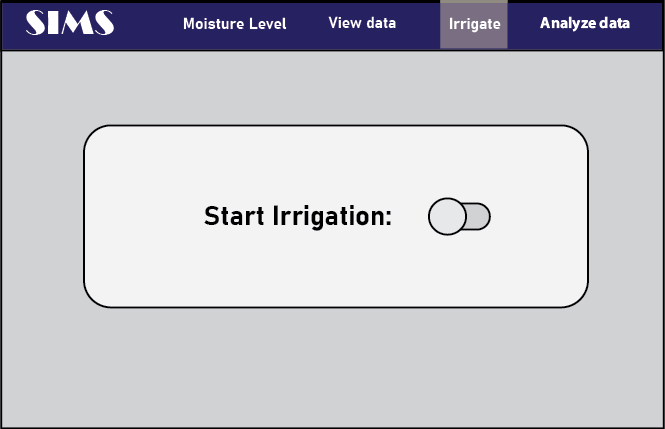 SIMS Moisture Level View data Irrigate Analyze data
Start Irrigation: